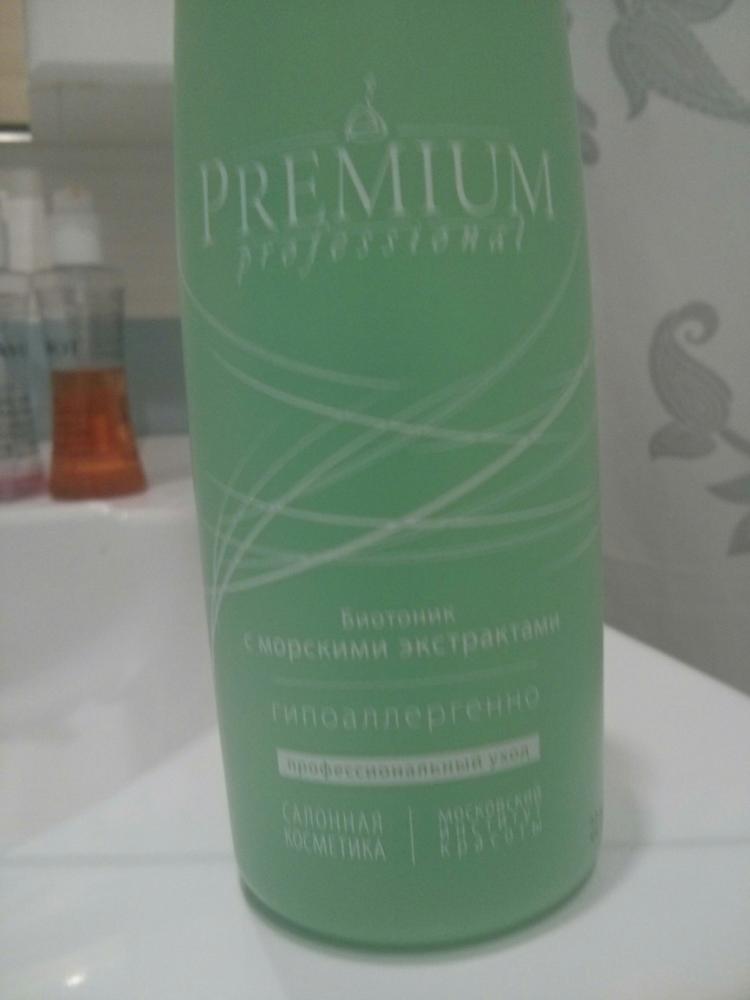 PREMIUM
professional
Биотоник
с морскими экстрактами
гипоаллергенно
профессиональный уход
САЛОННАЯ
КОСМЕТИКА
МОСКОВСКИЙ
ИНСТИТУТ
КРАСОТЫ